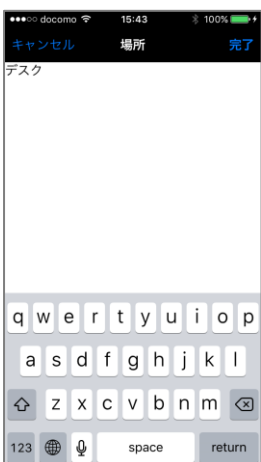 docomo 15:43 100%
キャンセル 場所 完了
デスク
q w e r t y u i o p
a s d f g h j k l
z x c v b n m
123 space return